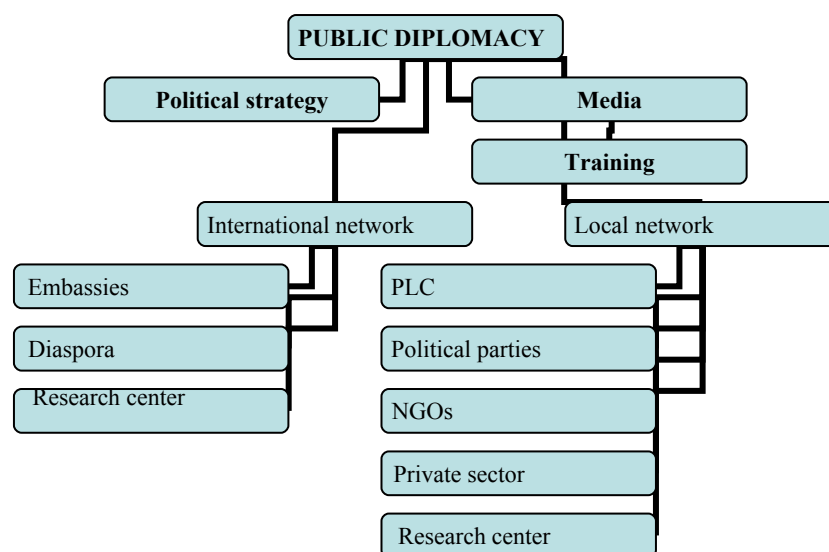 PUBLIC DIPLOMACY
Political strategy
Media
Training
International network
Local network
Embassies
PLC
Diaspora
Political parties
Research center
NGOs
Private sector
Research center